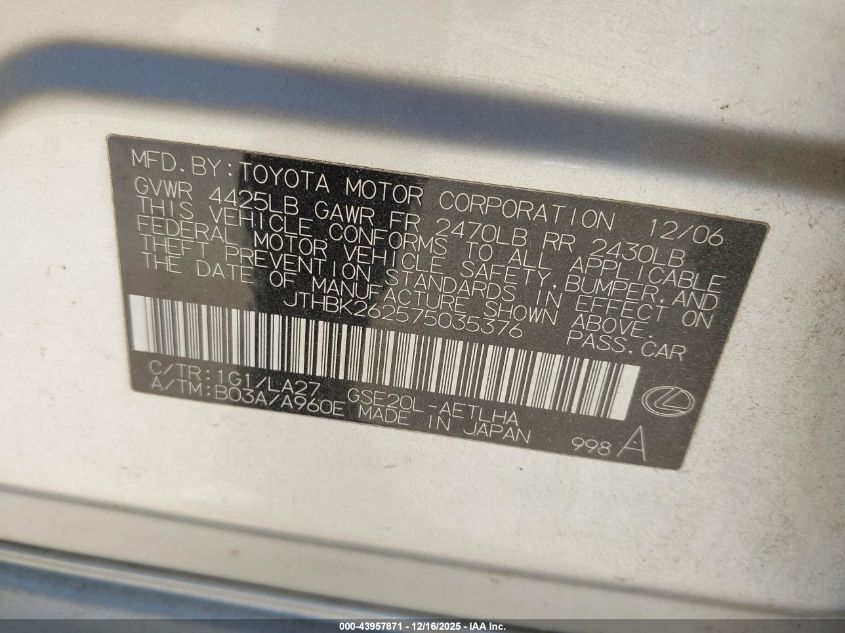 MFD. BY: TOYOTA MOTOR CORPORATION 12/06
GVWR 4425LB GAWR FR 2470LB RR 2430LB
THIS VEHICLE CONFORMS TO ALL APPLICABLE
FEDERAL MOTOR VEHICLE SAFETY, BUMPER, AND
THEFT PREVENTION STANDARDS IN EFFECT ON
THE DATE OF MANUFACTURE SHOWN ABOVE.
JTHBK262575035376 PASS. CAR
C/TR: 1G1/LA27 GSE20L-AETLHA
A/TM: B03A/A960E MADE IN JAPAN 998 A
000-43957871 - 12/16/2025 - IAA Inc.